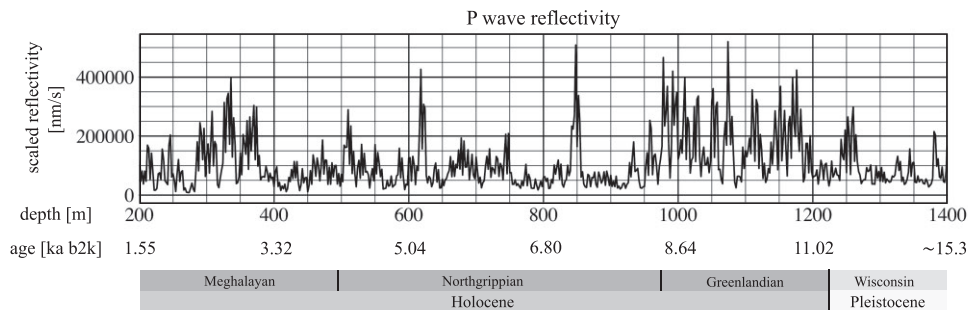 P wave reflectivity
scaled reflectivity
[nm/s]
400000
200000
0
200 400 600 800 1000 1200 1400
depth [m]
age [ka b2k] 1.55 3.32 5.04 6.80 8.64 11.02 ~15.3
Meghalayan Northgrippian Greenlandian Wisconsin
Holocene Pleistocene